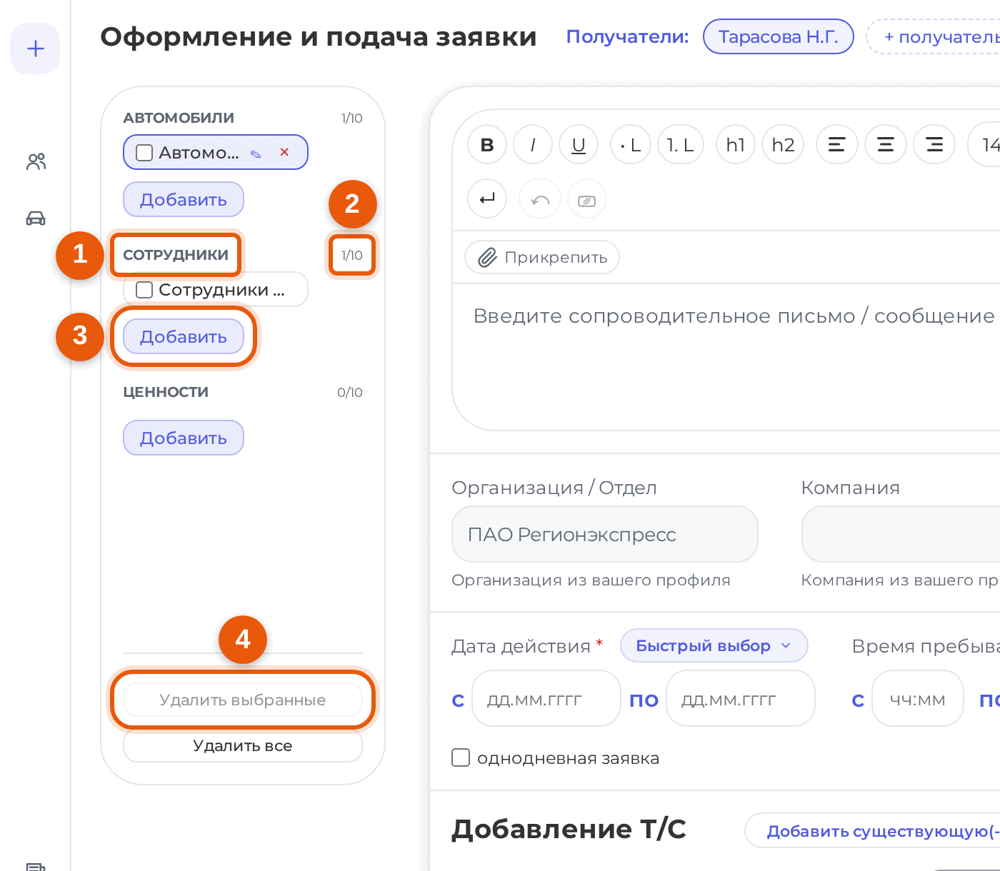 Оформление и подача заявки
Получатели: Тарасова Н.Г. + получатель
АВТОМОБИЛИ 1/10
Автомо...
Добавить
2
1
СОТРУДНИКИ 1/10
Сотрудники ...
3
Добавить
ЦЕННОСТИ 0/10
Добавить
4
Удалить выбранные
Удалить все
B I U • L 1. L h1 h2 14
Прикрепить
Введите сопроводительное письмо / сообщение
Организация / Отдел Компания
ПАО Регионэкспресс
Организация из вашего профиля Компания из вашего пр
Дата действия * Быстрый выбор Время пребыва
с дд.мм.гггг по дд.мм.гггг с чч:мм по
однодневная заявка
Добавление Т/С Добавить существующую(-